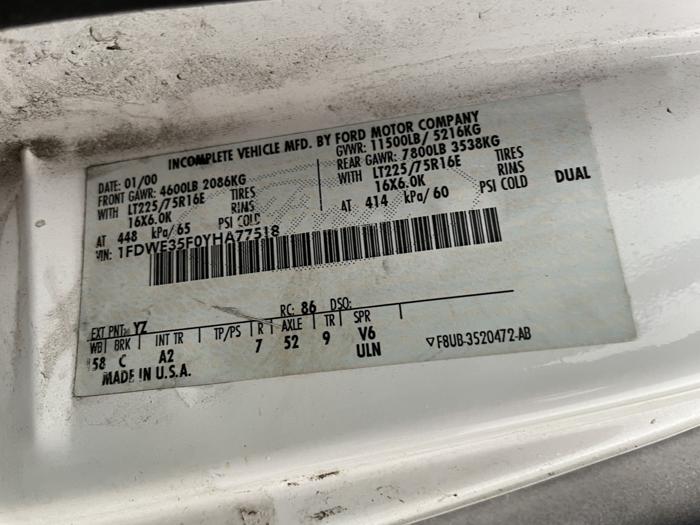 INCOMPLETE VEHICLE MFD. BY FORD MOTOR COMPANY
DATE: 01/00 GVWR: 11500LB/ 5216KG
FRONT GAWR: 4600LB 2086KG REAR GAWR: 7800LB 3538KG
WITH LT225/75R16E TIRES WITH LT225/75R16E TIRES
16X6.0K RIMS 16X6.0K RIMS DUAL
AT 448 kPa/65 PSI COLD AT 414 kPa/60 PSI COLD
VIN: 1FDWE35F0YHA77518
EXT PNT: YZ RC: 86 DSO:
WB BRK INT TR TP/PS R AXLE TR SPR
158 C A2 7 52 9 V6
ULN
MADE IN U.S.A. ▽F8UB-3520472-AB